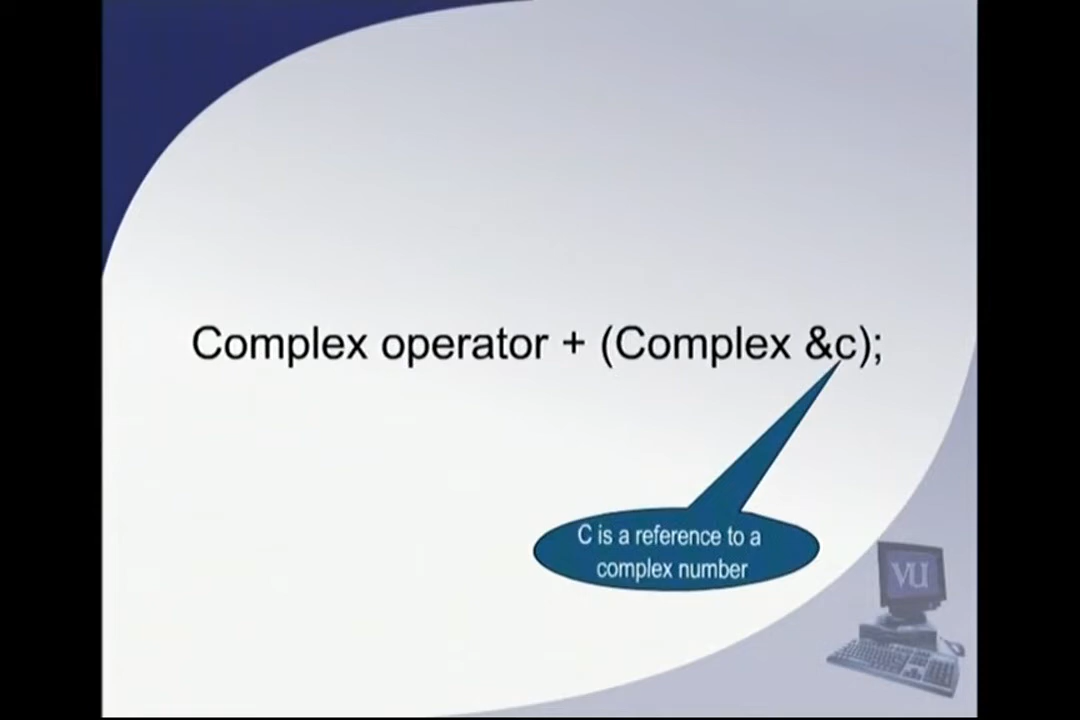 Complex operator + (Complex &c);
C is a reference to a
complex number
VU